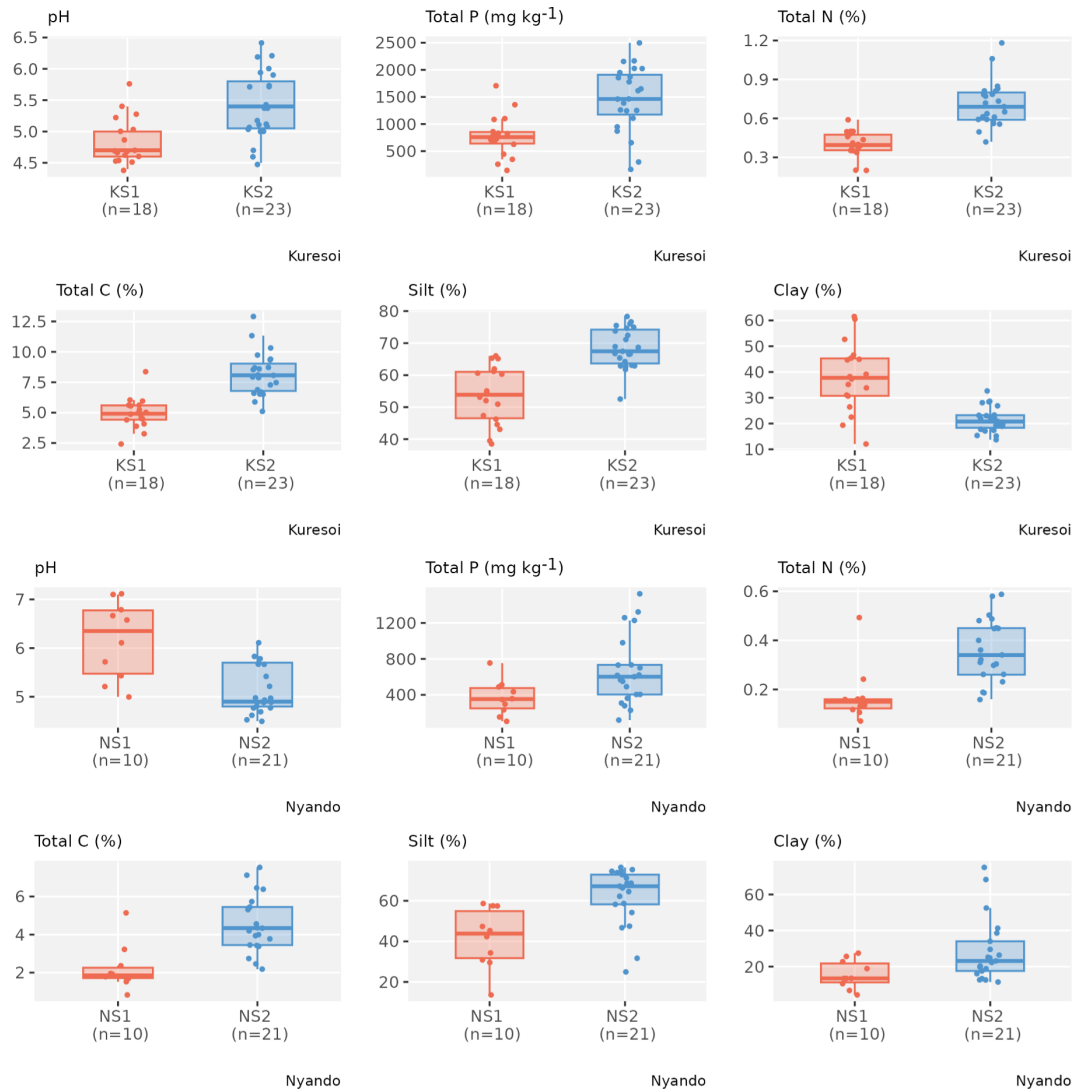 pH
Total P (mg kg-1)
Total N (%)
6.5
6.0
5.5
5.0
4.5
2500
2000
1500
1000
500
1.2
0.9
0.6
0.3
KS1
(n=18)
KS2
(n=23)
KS1
(n=18)
KS2
(n=23)
KS1
(n=18)
KS2
(n=23)
Kuresoi
Kuresoi
Kuresoi
Total C (%)
Silt (%)
Clay (%)
12.5
10.0
7.5
5.0
2.5
80
70
60
50
40
60
50
40
30
20
10
KS1
(n=18)
KS2
(n=23)
KS1
(n=18)
KS2
(n=23)
KS1
(n=18)
KS2
(n=23)
Kuresoi
Kuresoi
Kuresoi
pH
Total P (mg kg-1)
Total N (%)
7
6
5
1200
800
400
0.6
0.4
0.2
NS1
(n=10)
NS2
(n=21)
NS1
(n=10)
NS2
(n=21)
NS1
(n=10)
NS2
(n=21)
Nyando
Nyando
Nyando
Total C (%)
Silt (%)
Clay (%)
6
4
2
60
40
20
60
40
20
NS1
(n=10)
NS2
(n=21)
NS1
(n=10)
NS2
(n=21)
NS1
(n=10)
NS2
(n=21)
Nyando
Nyando
Nyando